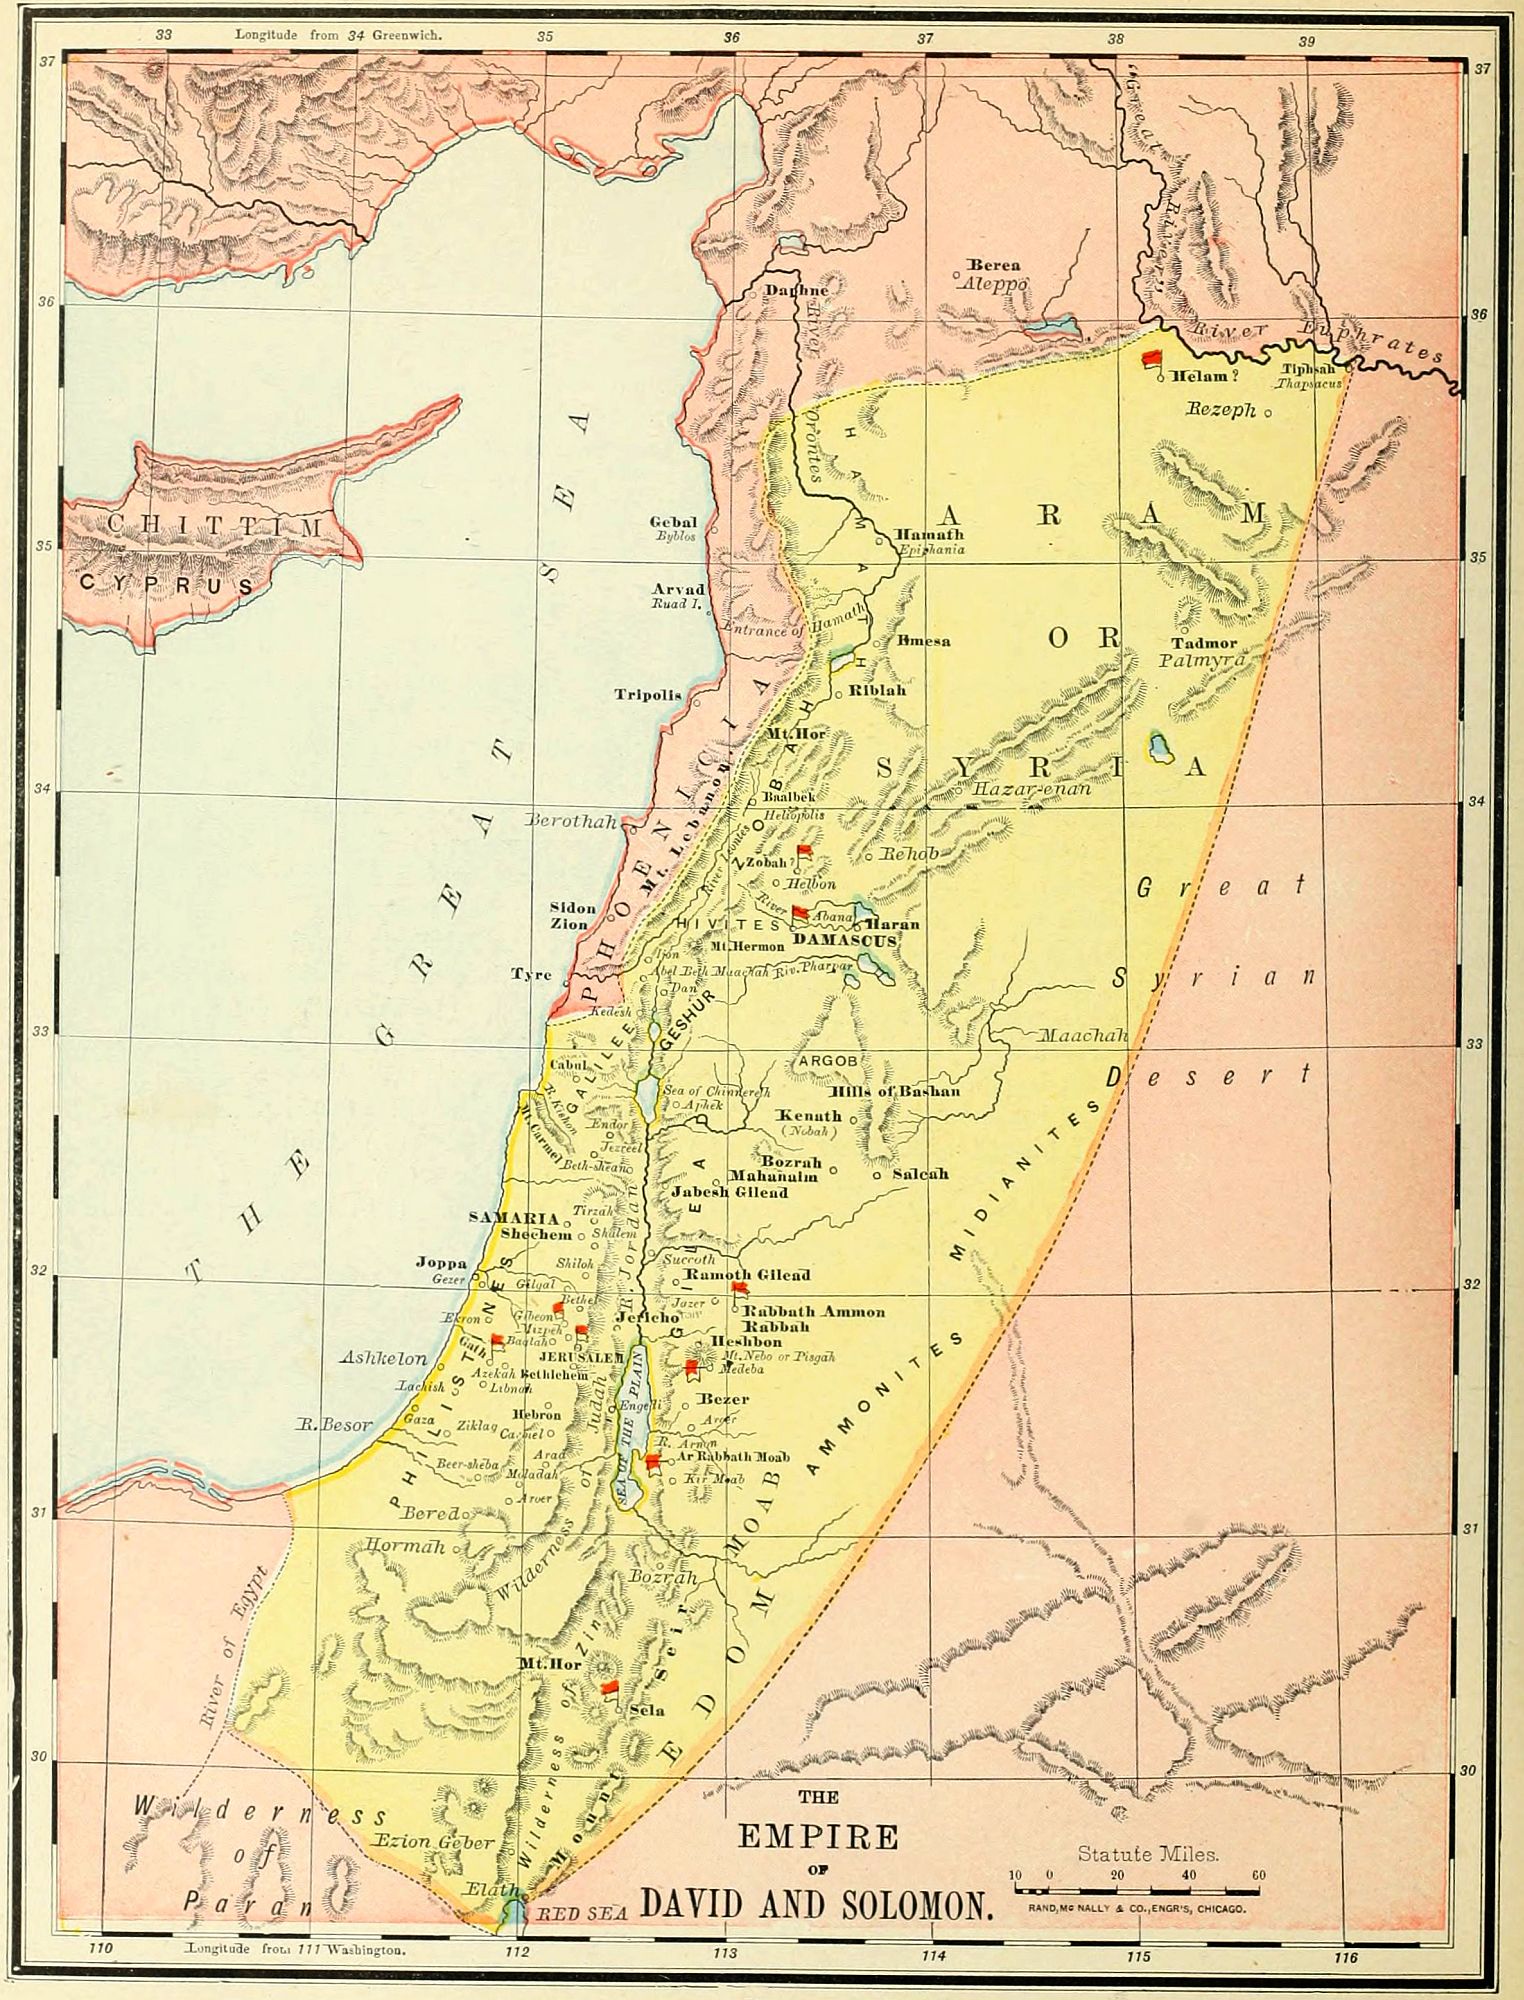 33
Longitude from 34 Greenwich.
35
36
37
38
39
37
37
Great
River
36
36
Daphne
River
Orontes
Berea
Aleppo
River Euphrates
Helam?
Tiphsah
Thapsacus
Rezeph
CHITTIM
CYPRUS
35
35
Gebal
Byblos
Arvad
Ruad I.
HAMATH
Hamath
Epiphania
ARAM
OR
SYRIA
Entrance of Hamath
Emesa
Tadmor
Palmyra
Tripolis
Riblah
Mt. Hor
34
34
PHOENICIA
Mt. Lebanon.
ZOBAH
Berothah
Baalbek
Heliopolis
Hazar-enan
River Leontes
Zobah?
Rehob
Helbon
Sidon
Zion
HIVITES
River Abana
Haran
DAMASCUS
Mt. Hermon
Tyre
Ijon
Abel Beth Maachah
Riv. Pharpar
Dan
Kedesh
GESHUR
Great
Syrian
Desert
33
33
Maachah
ARGOB
GALILEE
Cabul
R. Kishon
Mt. Carmel
Sea of Chinnereth
Aphek
Hills of Bashan
Kenath
(Nobah)
Endor
Jezreel
Beth-shean
Bozrah
Mahanaim
Salcah
Jabesh Gilead
GILEAD
MIDIANITES
SAMARIA
Tirzah
Shechem
Shalem
R. Jordan
32
32
Joppa
Gezer
Shiloh
Succoth
Gilgal
Ramoth Gilead
Bethel
Jazer
Ekron
Gibeon
Mizpeh
Jericho
Rabbath Ammon
Rabbah
Gath
Baalah
JERUSALEM
Heshbon
Mt. Nebo or Pisgah
Medeba
Ashkelon
Azekah
Bethlehem
Lachish
Libnah
PHILISTINES
SEA OF THE PLAIN
Engedi
Bezer
AMMONITES
R. Besor
Gaza
Ziklag
Hebron
Carmel
Aroer
R. Arnon
Arad
Ar Rabbath Moab
Beer-sheba
Moladah
Kir Moab
Aroer
MOAB
31
31
Bered
Hormah
Wilderness of Judah
Bozrah
River of Egypt
Mt. Hor
Sela
Mount Seir
EDOM
Wilderness of Zin
30
30
Wilderness
of
Paran
Ezion Geber
Elath
RED SEA
THE GREAT SEA
THE
EMPIRE
OF
DAVID AND SOLOMON.
Statute Miles.
10 0 20 40 60
RAND, McNALLY & CO., ENGR'S, CHICAGO.
110
Longitude from 111 Washington.
112
113
114
115
116